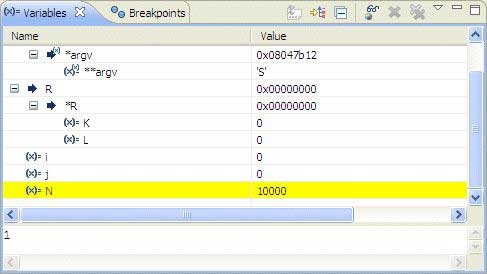 (x)= Variables Breakpoints
Name Value
*argv 0x08047b12
(x)= **argv 'S'
R 0x00000000
*R 0x00000000
(x)= K 0
(x)= L 0
(x)= i 0
(x)= j 0
(x)= N 10000
1